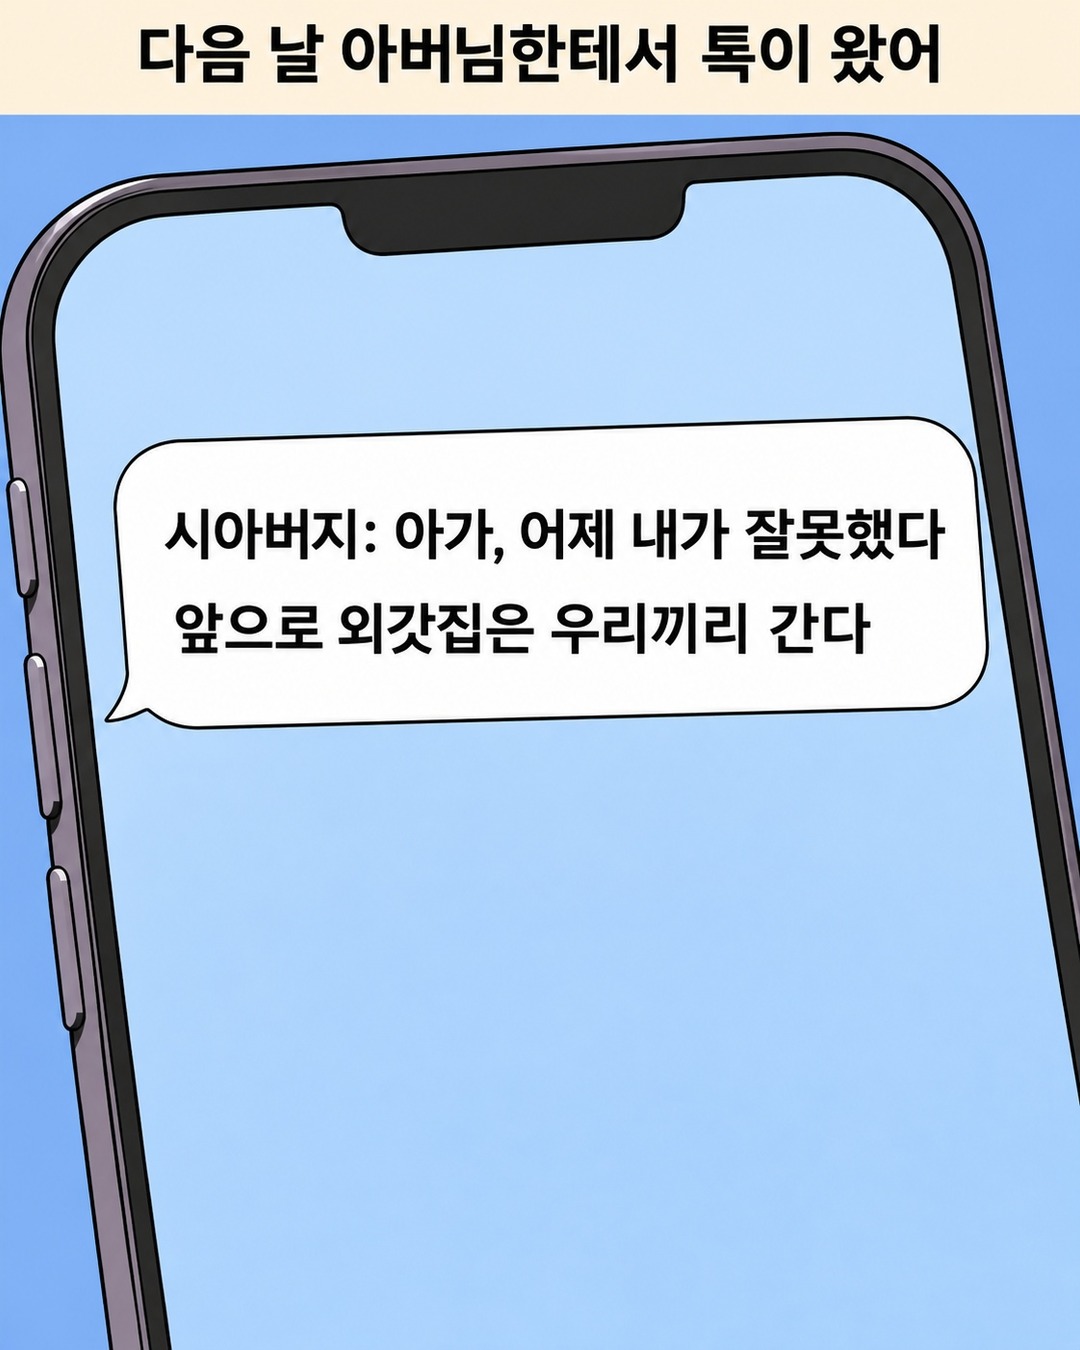 다음 날 아버님한테서 톡이 왔어
시아버지: 아가, 어제 내가 잘못했다
앞으로 외갓집은 우리끼리 간다